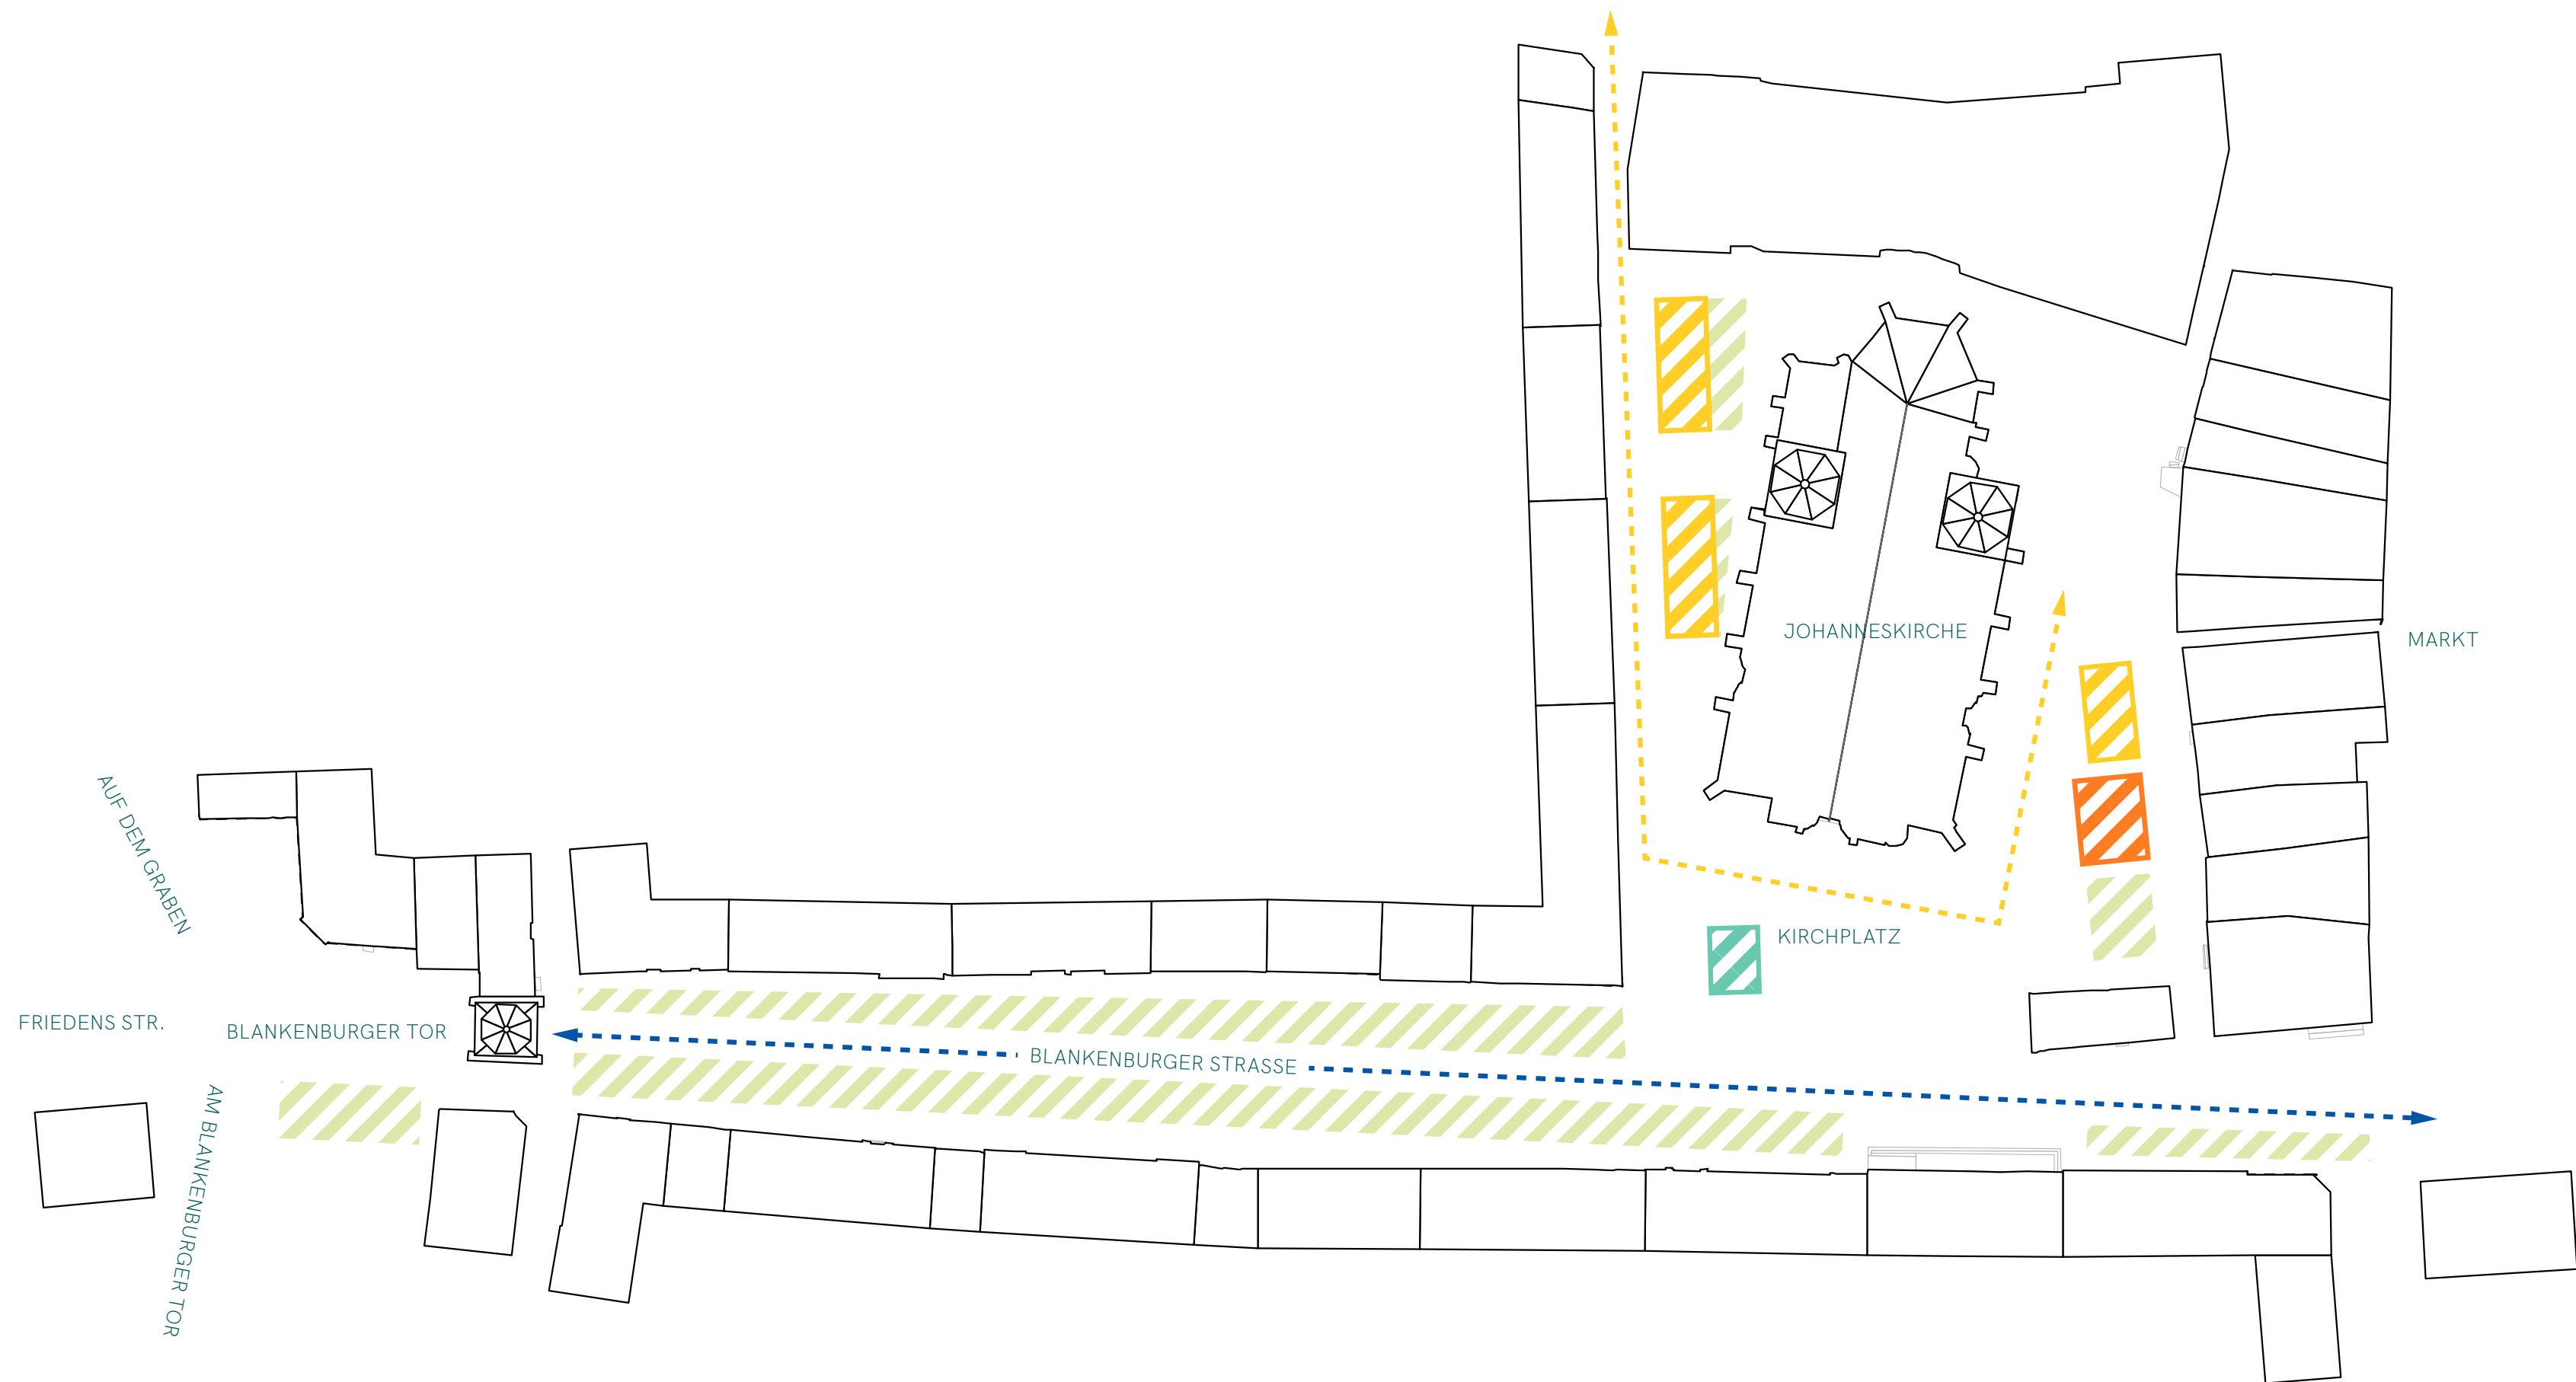 JOHANNESKIRCHE
MARKT
AUF DEM GRABEN
KIRCHPLATZ
FRIEDENS STR.
BLANKENBURGER TOR
BLANKENBURGER STRASSE
AM BLANKENBURGER TOR